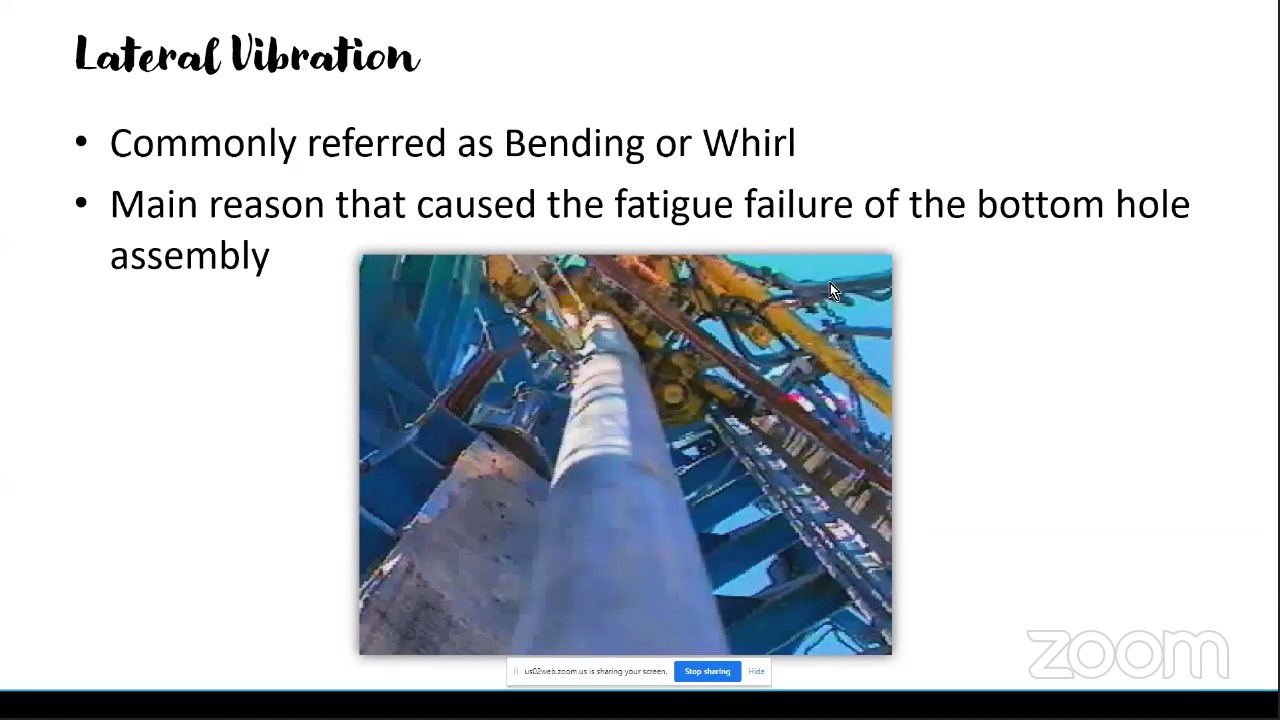 Lateral Vibration
• Commonly referred as Bending or Whirl
• Main reason that caused the fatigue failure of the bottom hole
assembly
us02web.zoom.us is sharing your screen. Stop sharing Hide
zoom